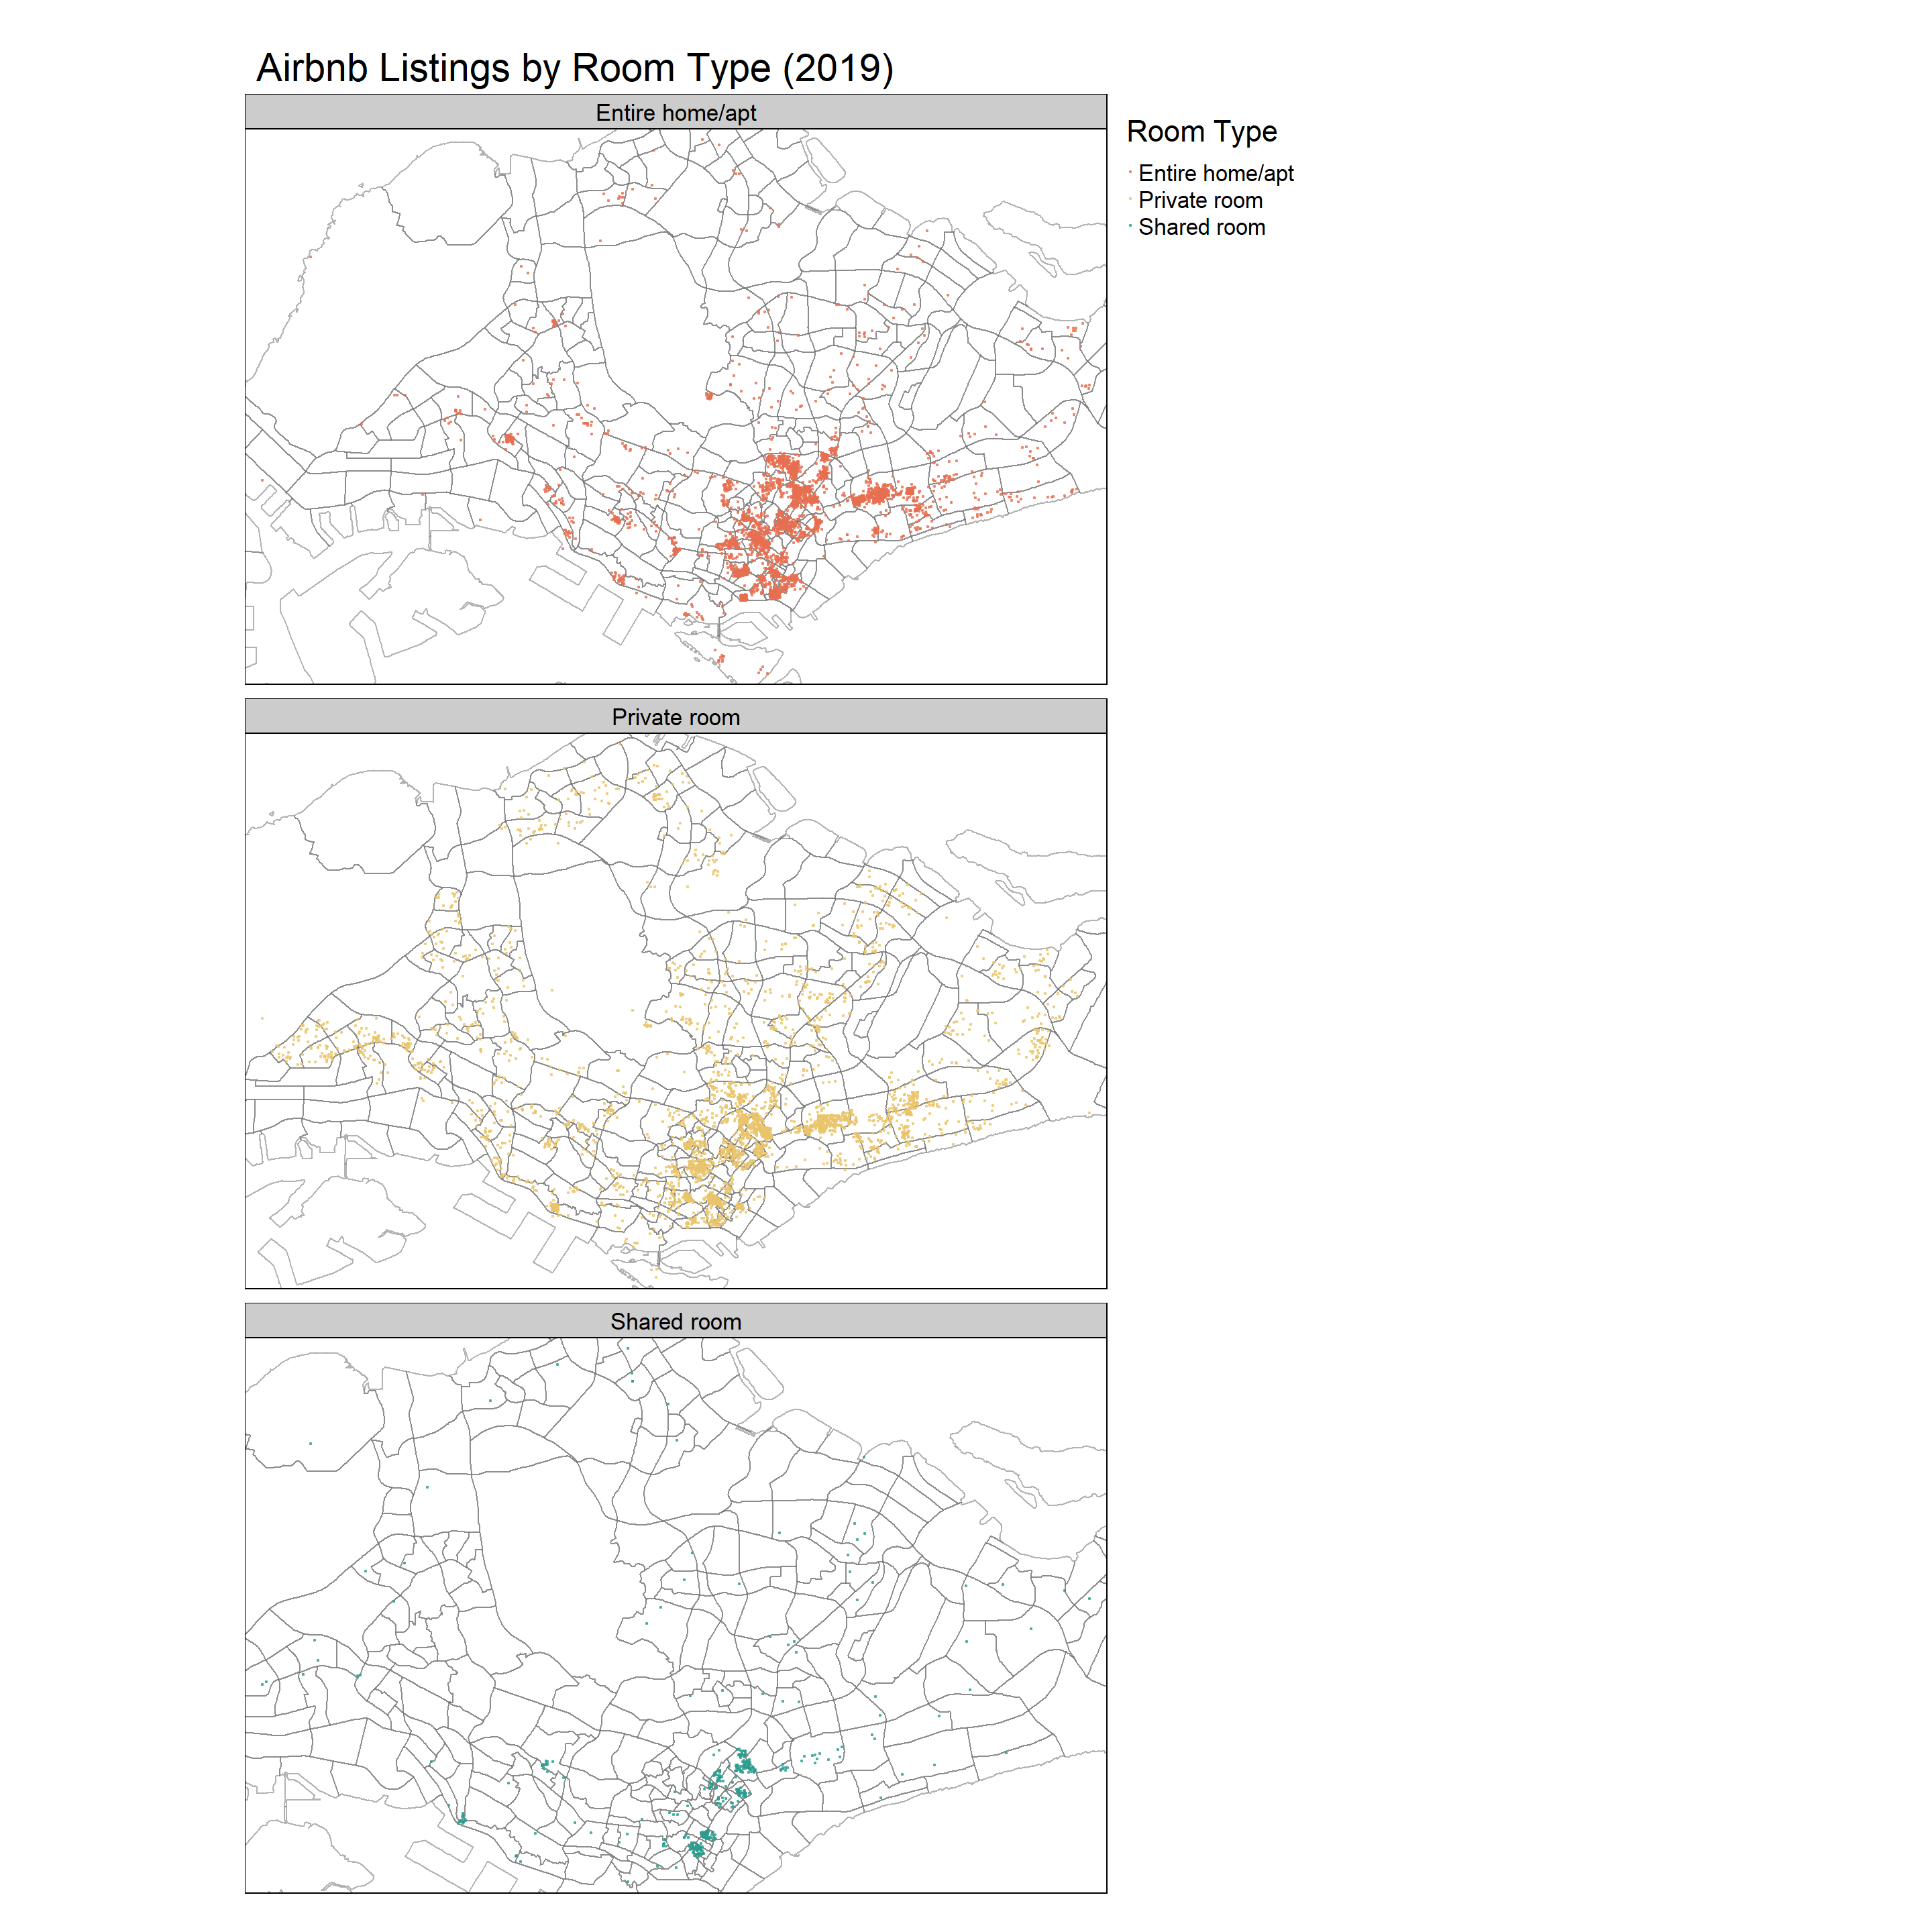 Airbnb Listings by Room Type (2019)
Entire home/apt
Room Type
Entire home/apt
Private room
Shared room
Private room
Shared room